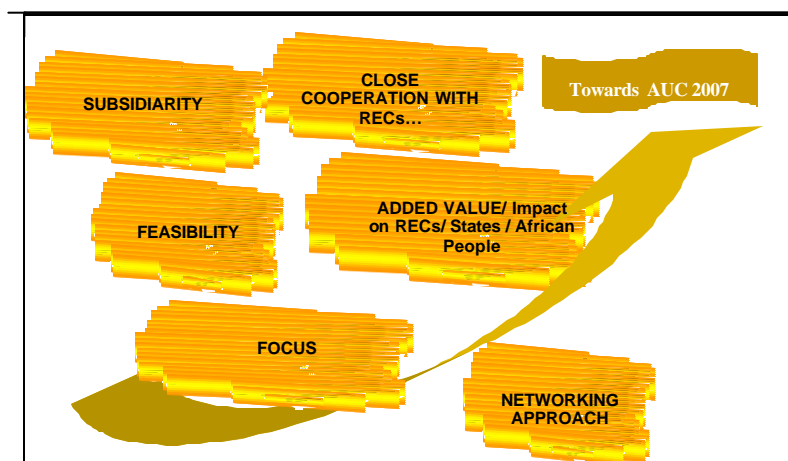 SUBSIDIARITY
CLOSE
COOPERATION WITH
RECs…
Towards AUC 2007
FEASIBILITY
ADDED VALUE/ Impact
on RECs/ States / African
People
FOCUS
NETWORKING
APPROACH